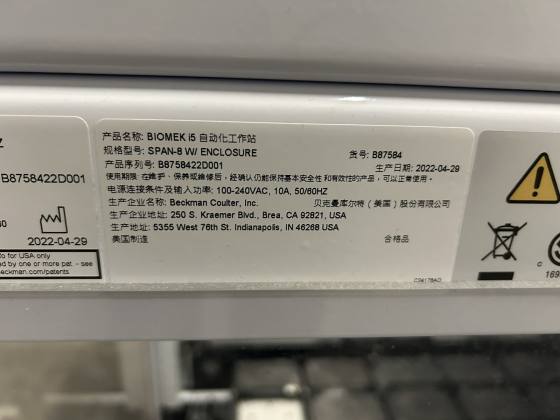 B8758422D001
2022-04-29
fo for USA only
ed by one or more pat - see
eckman.com/patents
产品名称: BIOMEK i5 自动化工作站
规格型号: SPAN-8 W/ ENCLOSURE
货号: B87584
产品序列号: B8758422D001
生产日期: 2022-04-29
使用期限: 在维护、保养或维修后，经确认仍能保持基本安全性和有效性的产品，可以正常使用。
电源连接条件及输入功率: 100-240VAC, 10A, 50/60HZ
生产企业名称: Beckman Coulter, Inc.
贝克曼库尔特（美国）股份有限公司
生产企业地址: 250 S. Kraemer Blvd., Brea, CA 92821, USA
生产地址: 5355 West 76th St. Indianapolis, IN 46268 USA
美国制造
合格品
C24178AD
C
169